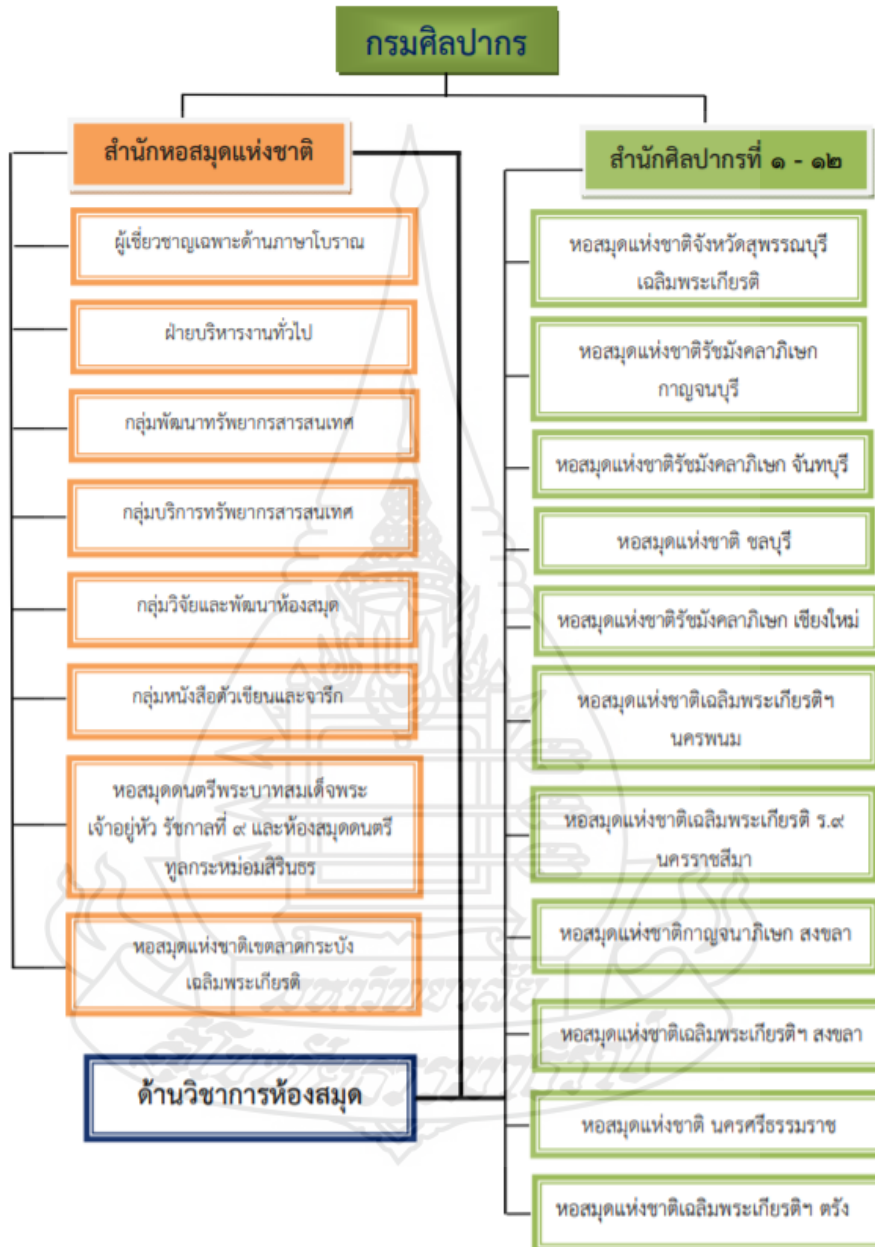 กรมศิลปากร
สำนักหอสมุดแห่งชาติ
ผู้เชี่ยวชาญเฉพาะด้านภาษาโบราณ
ฝ่ายบริหารงานทั่วไป
กลุ่มพัฒนาทรัพยากรสารสนเทศ
กลุ่มบริการทรัพยากรสารสนเทศ
กลุ่มวิจัยและพัฒนาห้องสมุด
กลุ่มหนังสือตัวเขียนและจารึก
หอสมุดดนตรีพระบาทสมเด็จพระ
เจ้าอยู่หัว รัชกาลที่ ๙ และห้องสมุดดนตรี
ทูลกระหม่อมสิรินธร
หอสมุดแห่งชาติเขตลาดกระบัง
เฉลิมพระเกียรติ
ด้านวิชาการห้องสมุด
สำนักศิลปากรที่ ๑ - ๑๒
หอสมุดแห่งชาติจังหวัดสุพรรณบุรี
เฉลิมพระเกียรติ
หอสมุดแห่งชาติรัชมังคลาภิเษก
กาญจนบุรี
หอสมุดแห่งชาติรัชมังคลาภิเษก จันทบุรี
หอสมุดแห่งชาติ ชลบุรี
หอสมุดแห่งชาติรัชมังคลาภิเษก เชียงใหม่
หอสมุดแห่งชาติเฉลิมพระเกียรติฯ
นครพนม
หอสมุดแห่งชาติเฉลิมพระเกียรติ ร.๙
นครราชสีมา
หอสมุดแห่งชาติกาญจนาภิเษก สงขลา
หอสมุดแห่งชาติเฉลิมพระเกียรติฯ สงขลา
หอสมุดแห่งชาติ นครศรีธรรมราช
หอสมุดแห่งชาติเฉลิมพระเกียรติฯ ตรัง
มหาวิทยาลัย
สุโขทัยธรรมาธิราช